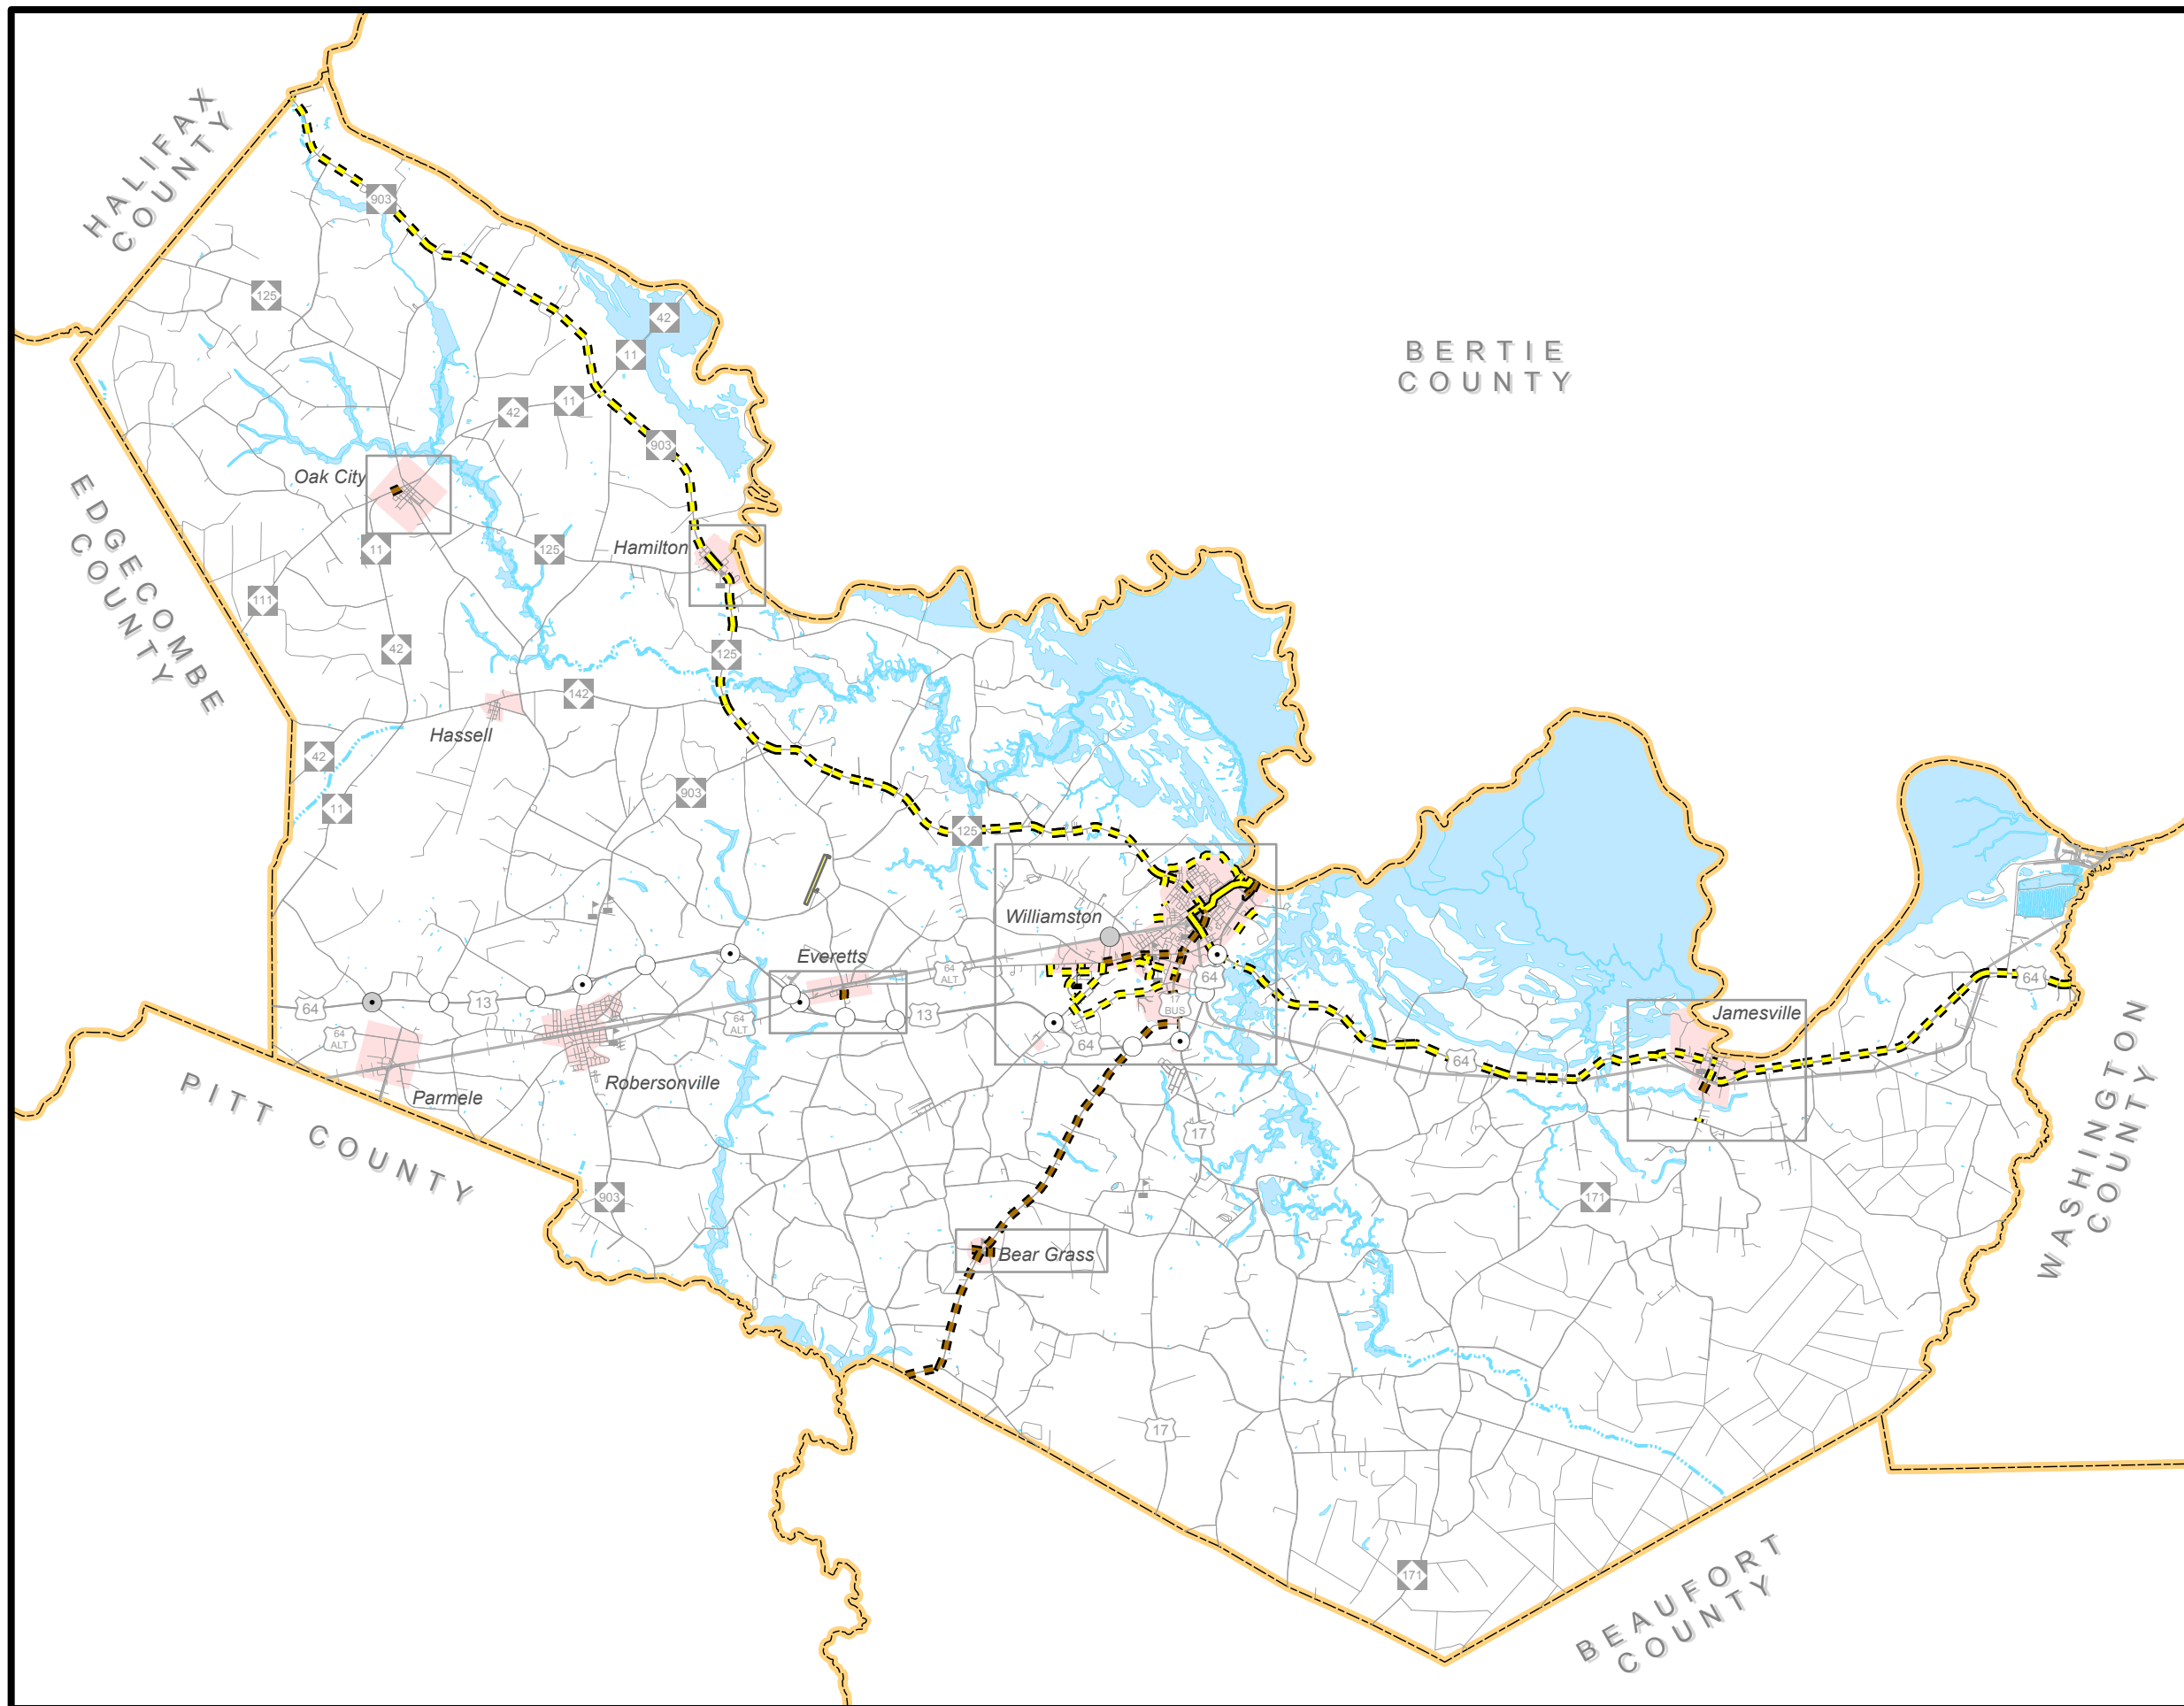 HALIFAX
COUNTY
903
125
42
11
BERTIE
COUNTY
11
42
903
Oak City
EDGECOMBE
COUNTY
11
125
Hamilton
111
42
125
142
Hassell
42
903
11
125
Williamston
Everetts
64
13
64
ALT
64
64
17
BUS
64
ALT
64
ALT
13
64
64
Jamesville
WASHINGTON
COUNTY
Robersonville
Parmele
PITT COUNTY
17
903
171
Bear Grass
17
171
BEAUFORT
COUNTY